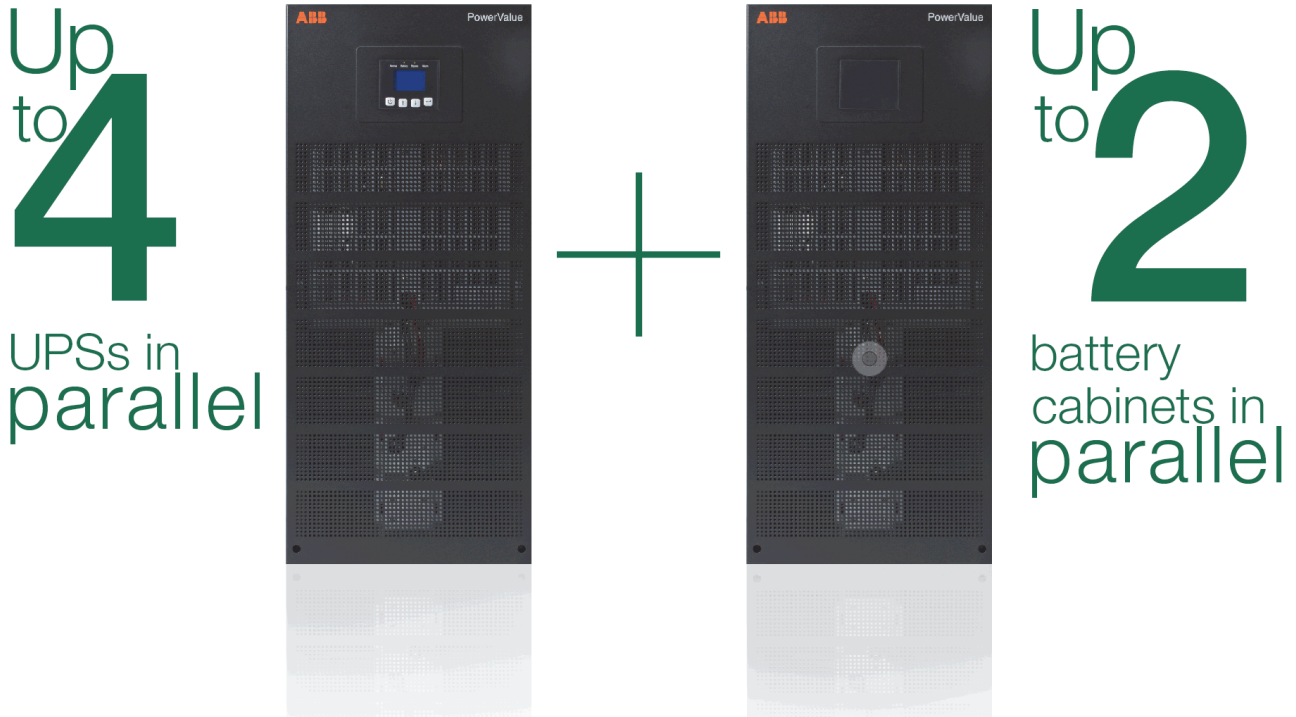 Up
to 4
UPSs in
parallel
ABB PowerValue
ABB PowerValue
Up
to 2
battery
cabinets in
parallel